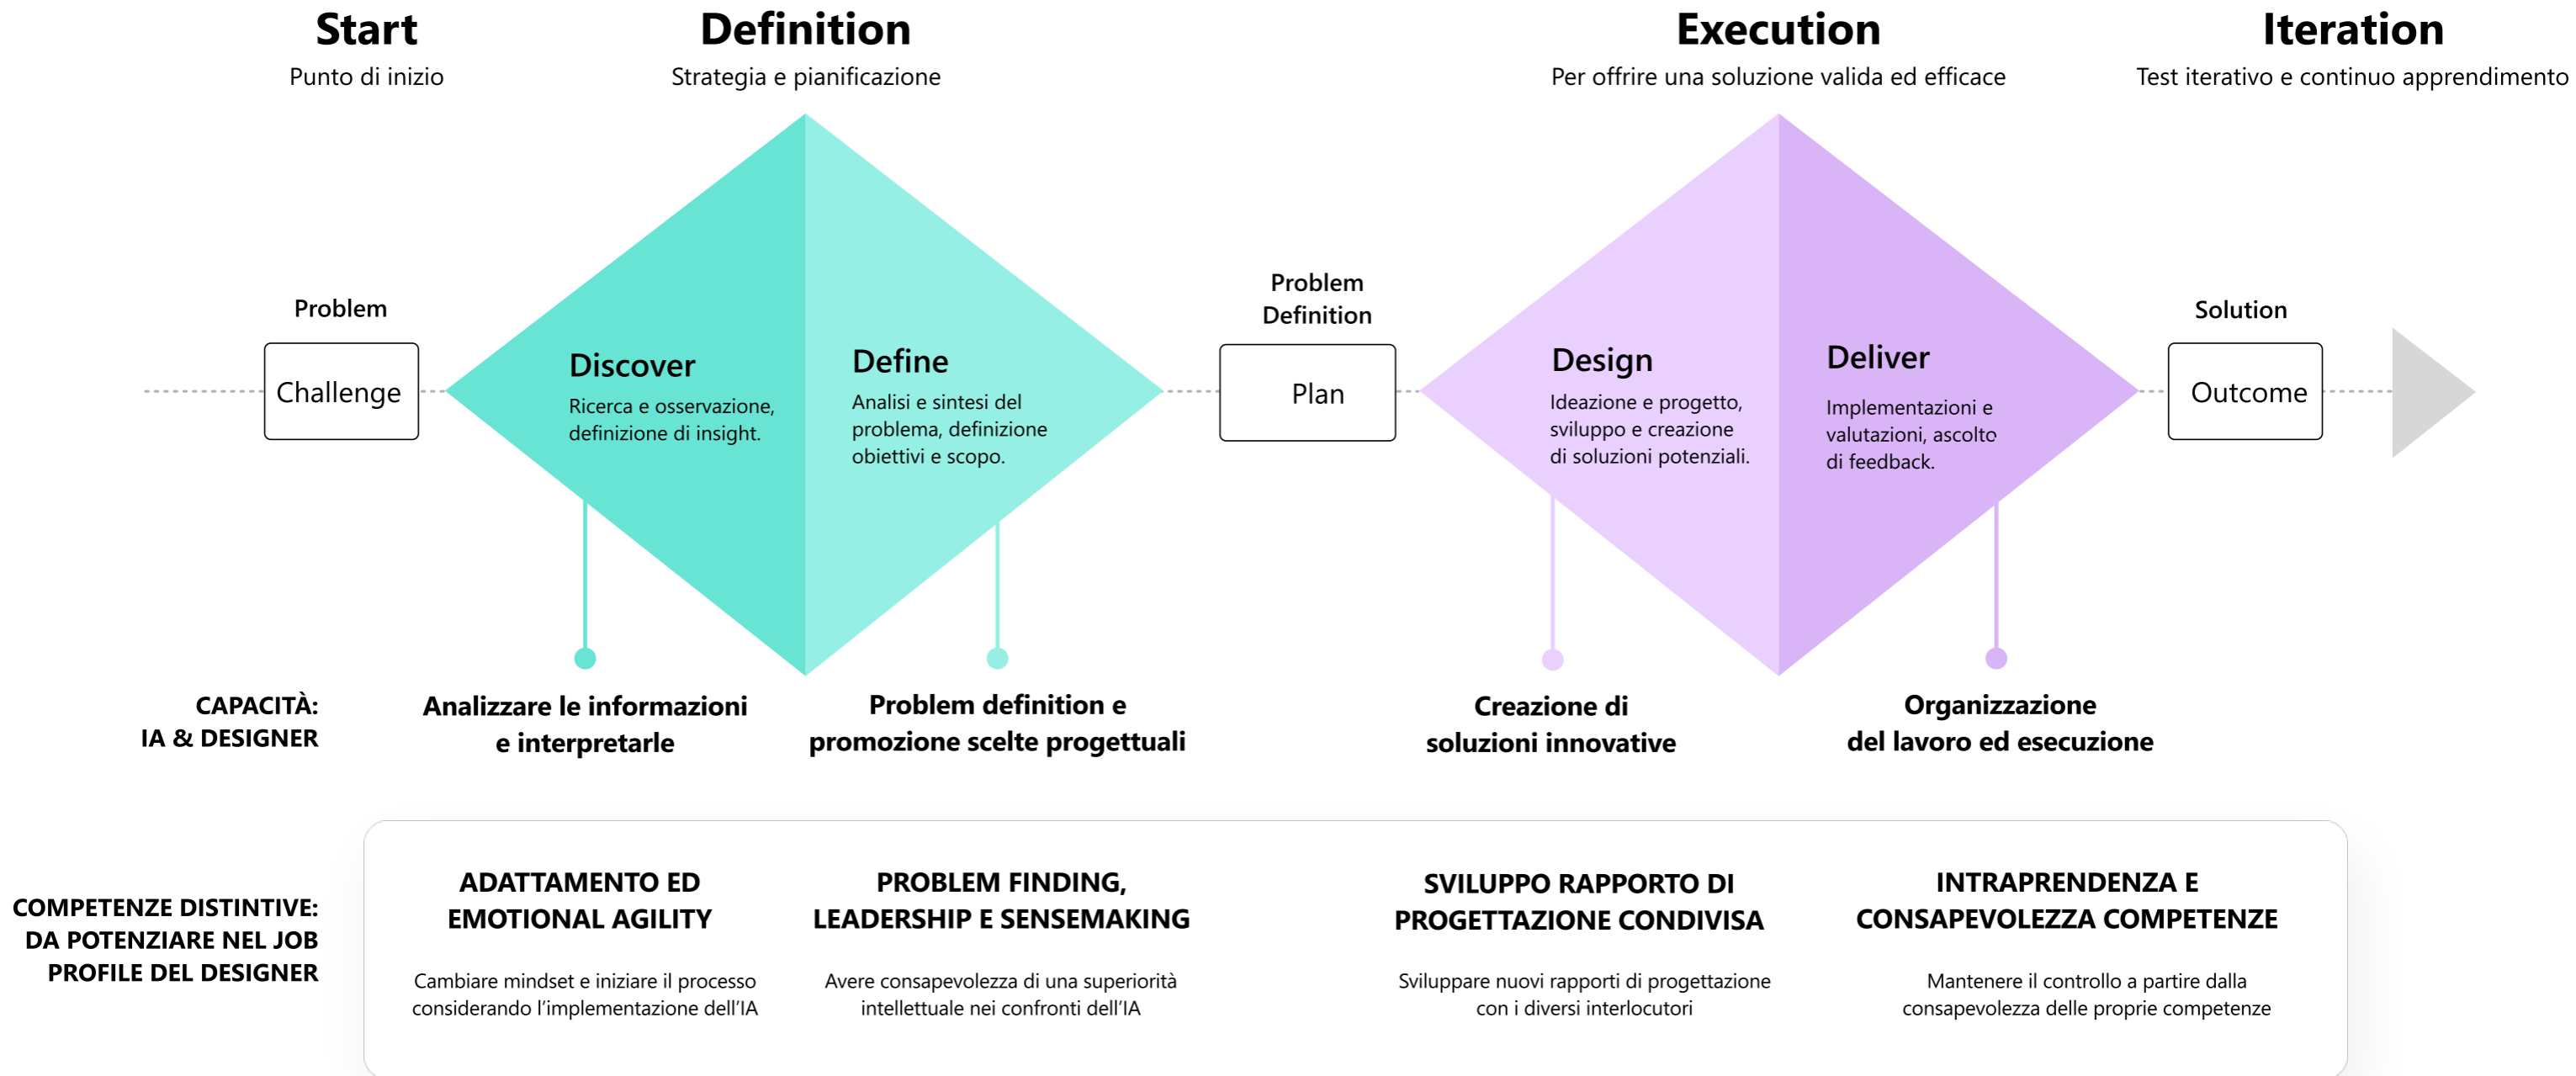 Start
Punto di inizio
Definition
Strategia e pianificazione
Execution
Per offrire una soluzione valida ed efficace
Iteration
Test iterativo e continuo apprendimento
Problem
Challenge
Discover
Ricerca e osservazione,
definizione di insight.
Define
Analisi e sintesi del
problema, definizione
obiettivi e scopo.
Problem
Definition
Plan
Design
Ideazione e progetto,
sviluppo e creazione
di soluzioni potenziali.
Deliver
Implementazioni e
valutazioni, ascolto
di feedback.
Solution
Outcome
CAPACITÀ:
IA & DESIGNER
Analizzare le informazioni
e interpretarle
Problem definition e
promozione scelte progettuali
Creazione di
soluzioni innovative
Organizzazione
del lavoro ed esecuzione
COMPETENZE DISTINTIVE:
DA POTENZIARE NEL JOB
PROFILE DEL DESIGNER
ADATTAMENTO ED
EMOTIONAL AGILITY
Cambiare mindset e iniziare il processo
considerando l'implementazione dell'IA
PROBLEM FINDING,
LEADERSHIP E SENSEMAKING
Avere consapevolezza di una superiorità
intellettuale nei confronti dell'IA
SVILUPPO RAPPORTO DI
PROGETTAZIONE CONDIVISA
Sviluppare nuovi rapporti di progettazione
con i diversi interlocutori
INTRAPRENDENZA E
CONSAPEVOLEZZA COMPETENZE
Mantenere il controllo a partire dalla
consapevolezza delle proprie competenze